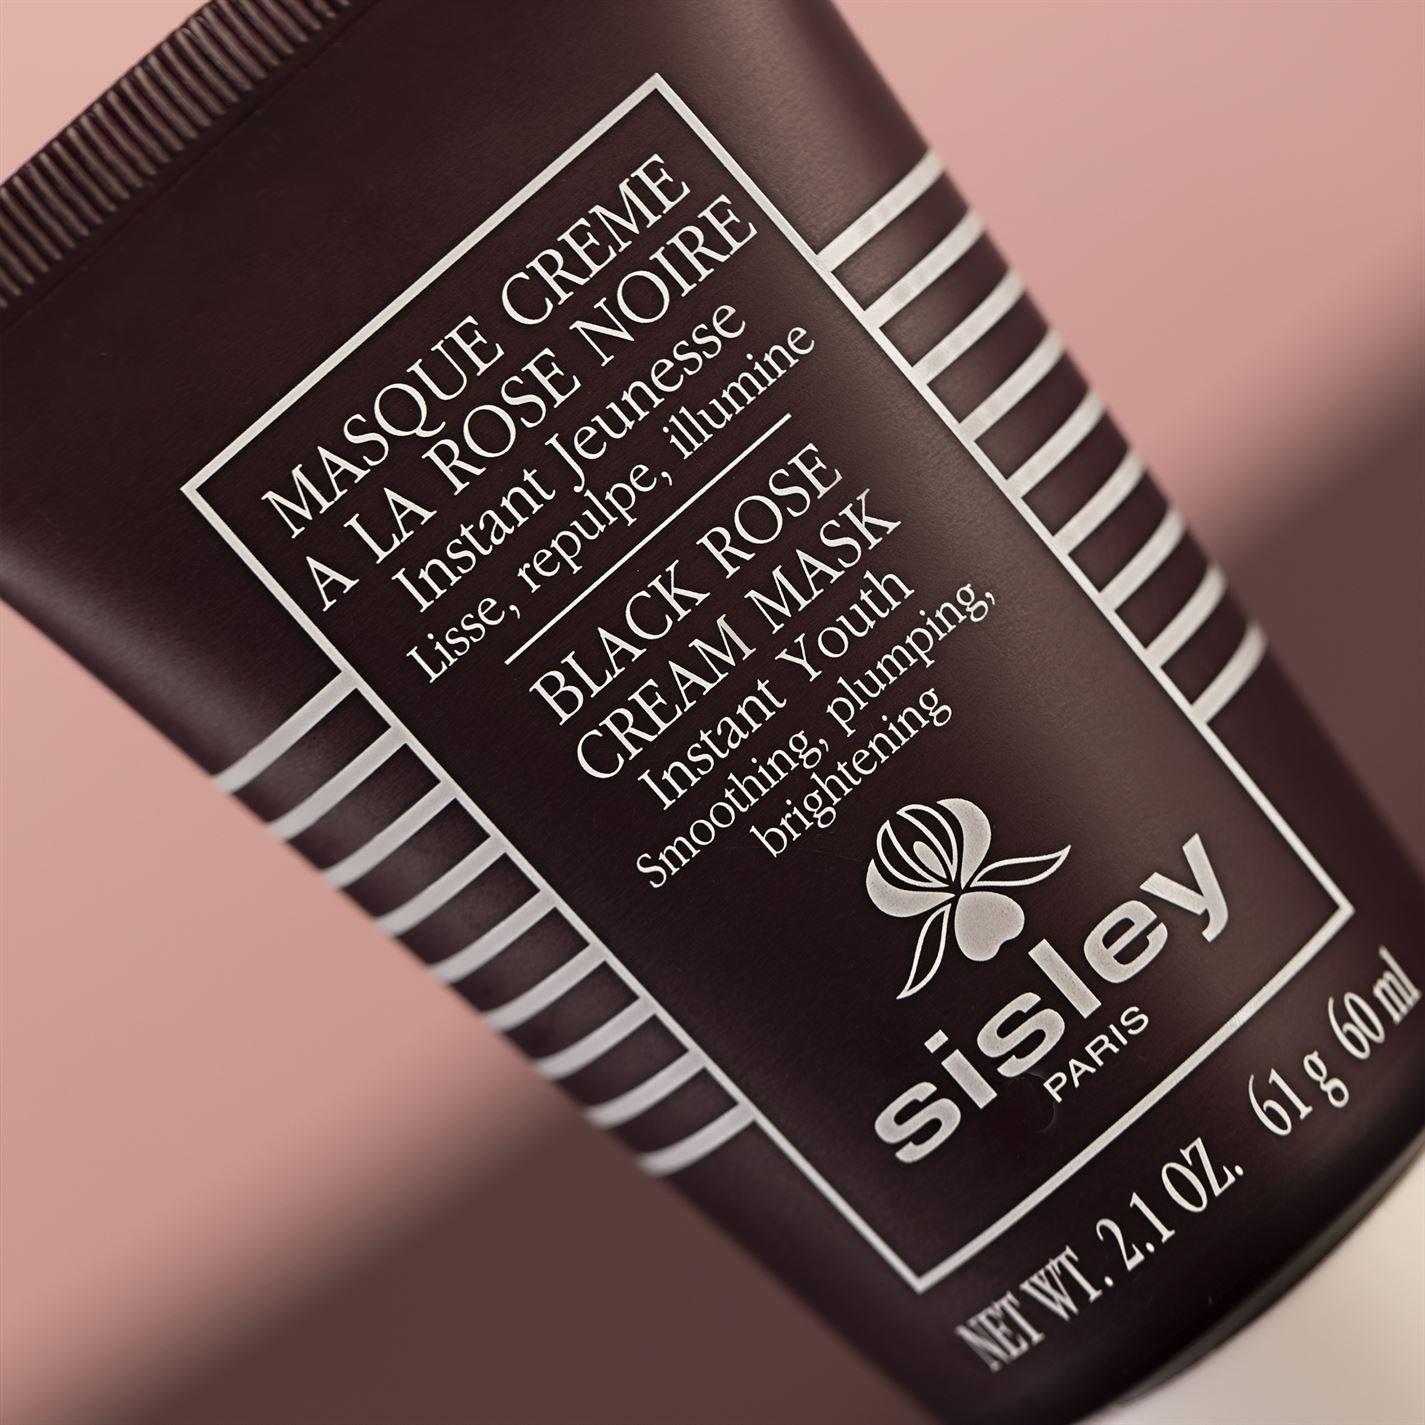 MASQUE CREME
A LA ROSE NOIRE
Instant Jeunesse
Lisse, repulpe, illumine
BLACK ROSE
CREAM MASK
Instant Youth
Smoothing, plumping,
brightening
sisley
PARIS
NET WT. 2.1 OZ. 61 g 60 ml